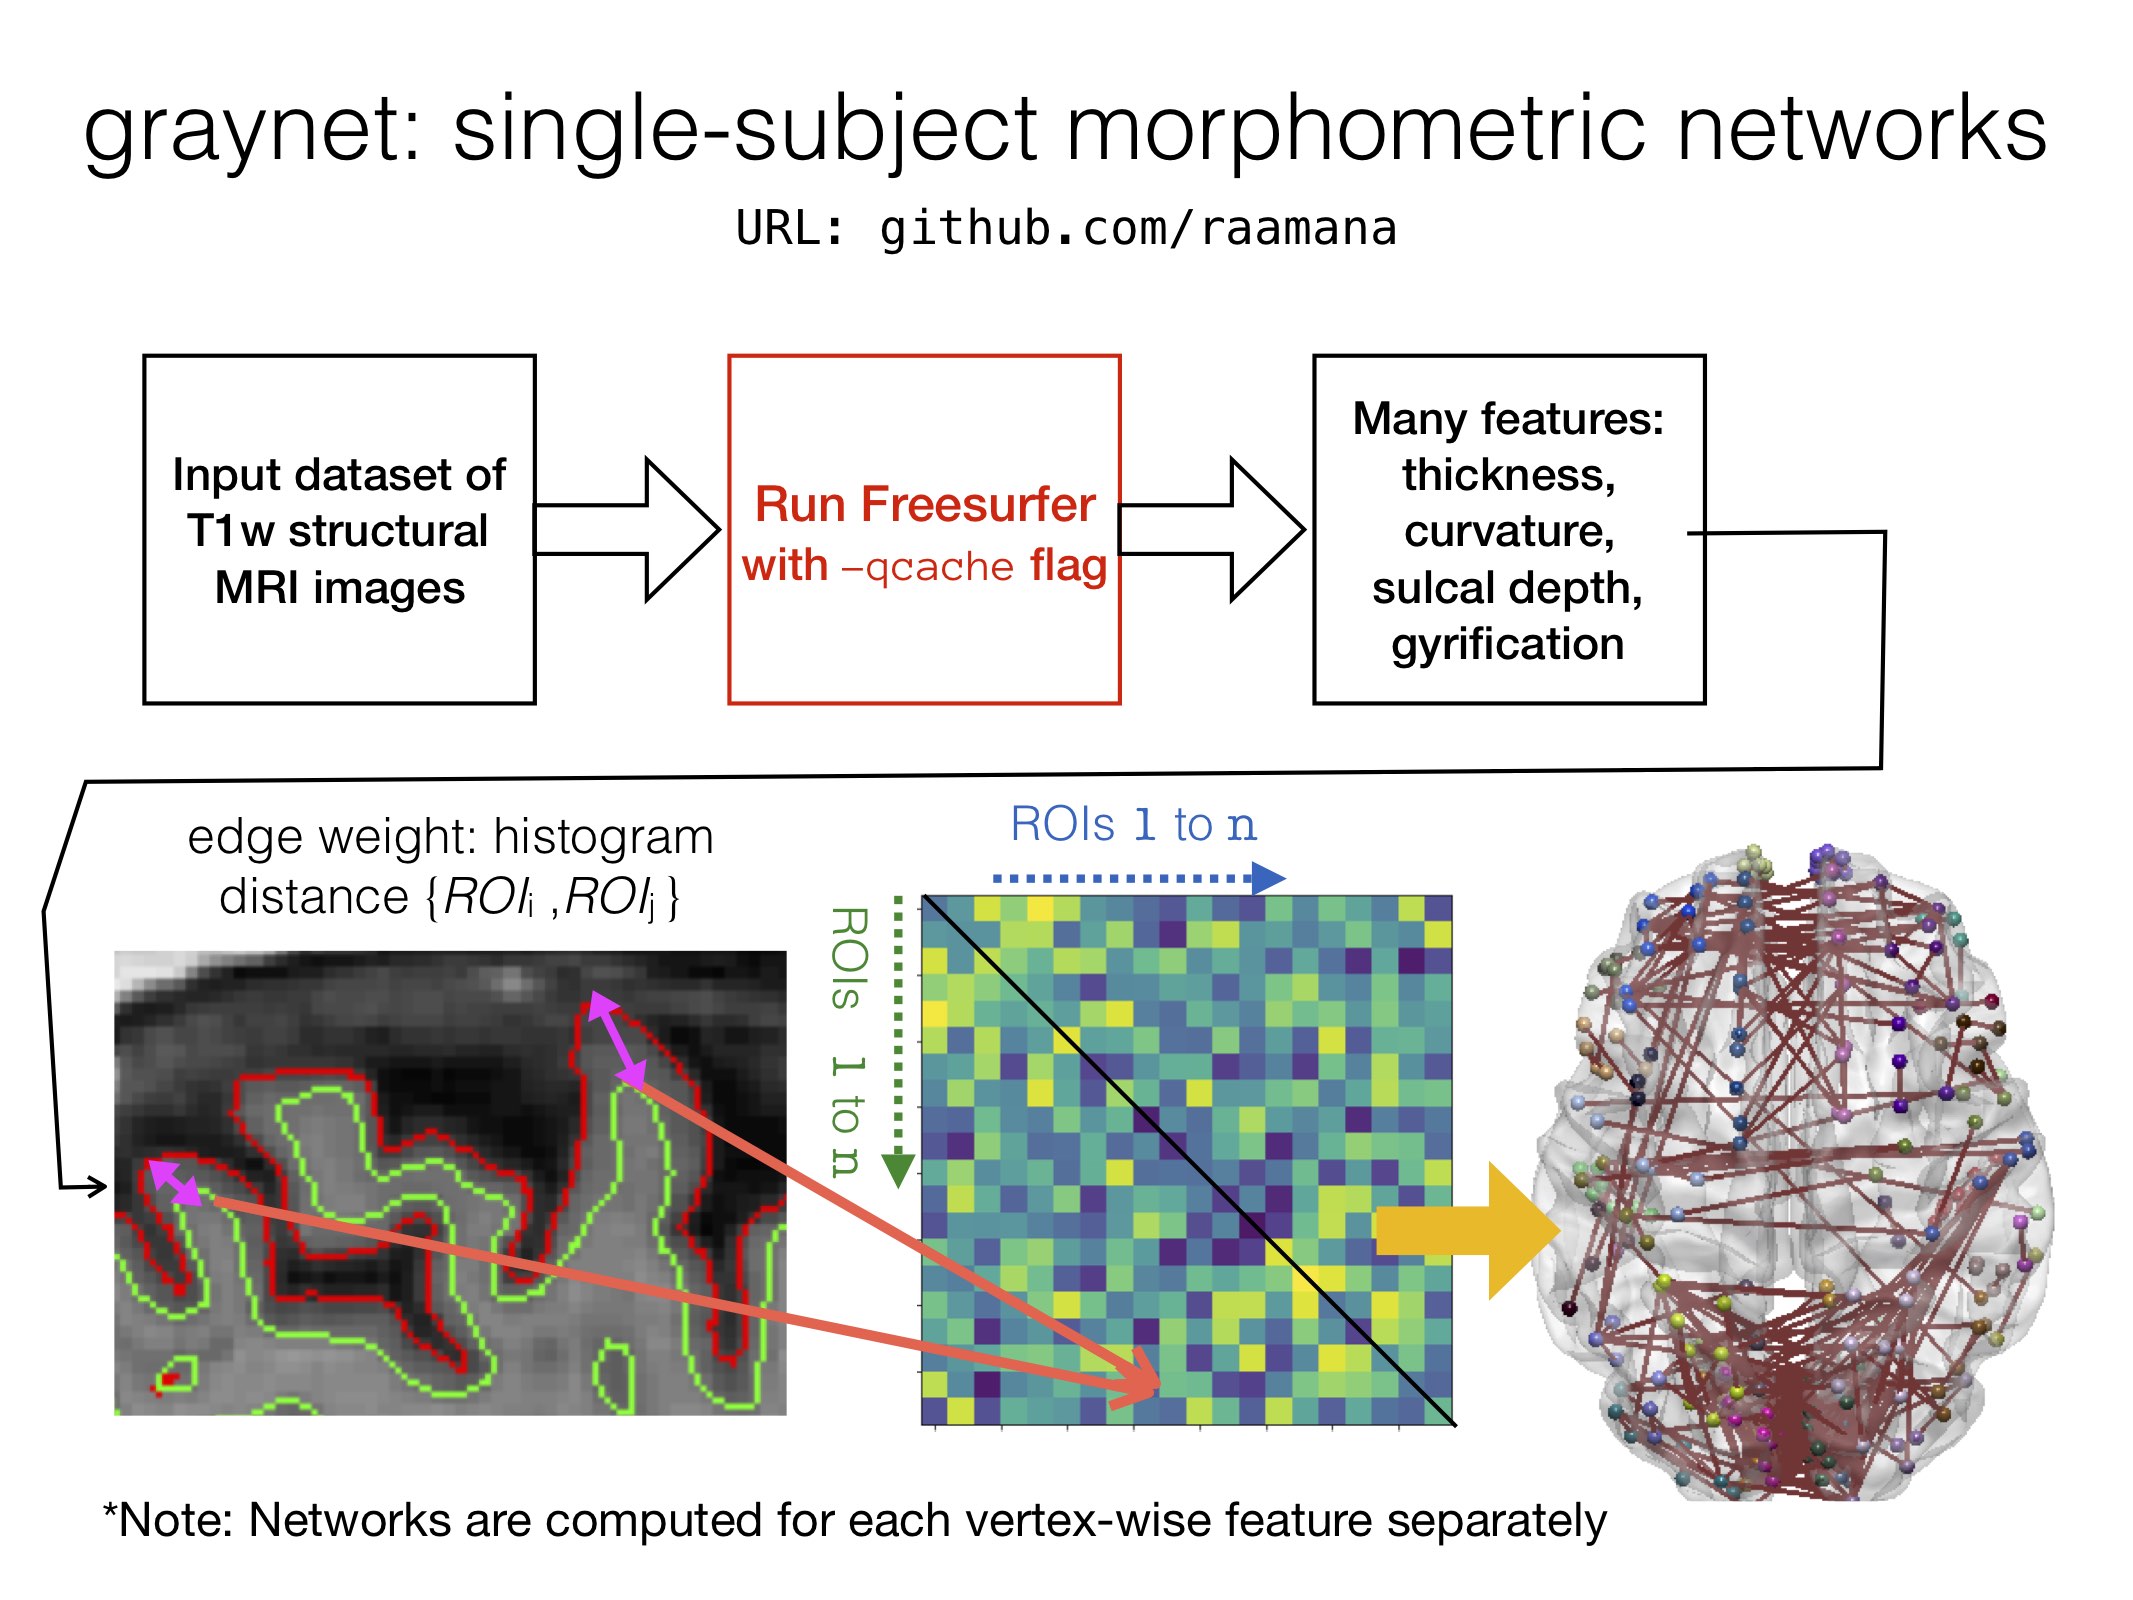 graynet: single-subject morphometric networks
URL: github.com/raamana
Input dataset of
T1w structural
MRI images
Run Freesurfer
with –qcache flag
Many features:
thickness,
curvature,
sulcal depth,
gyrification
edge weight: histogram
distance {ROIi ,ROIj }
ROIs 1 to n
ROIs 1 to n
*Note: Networks are computed for each vertex-wise feature separately